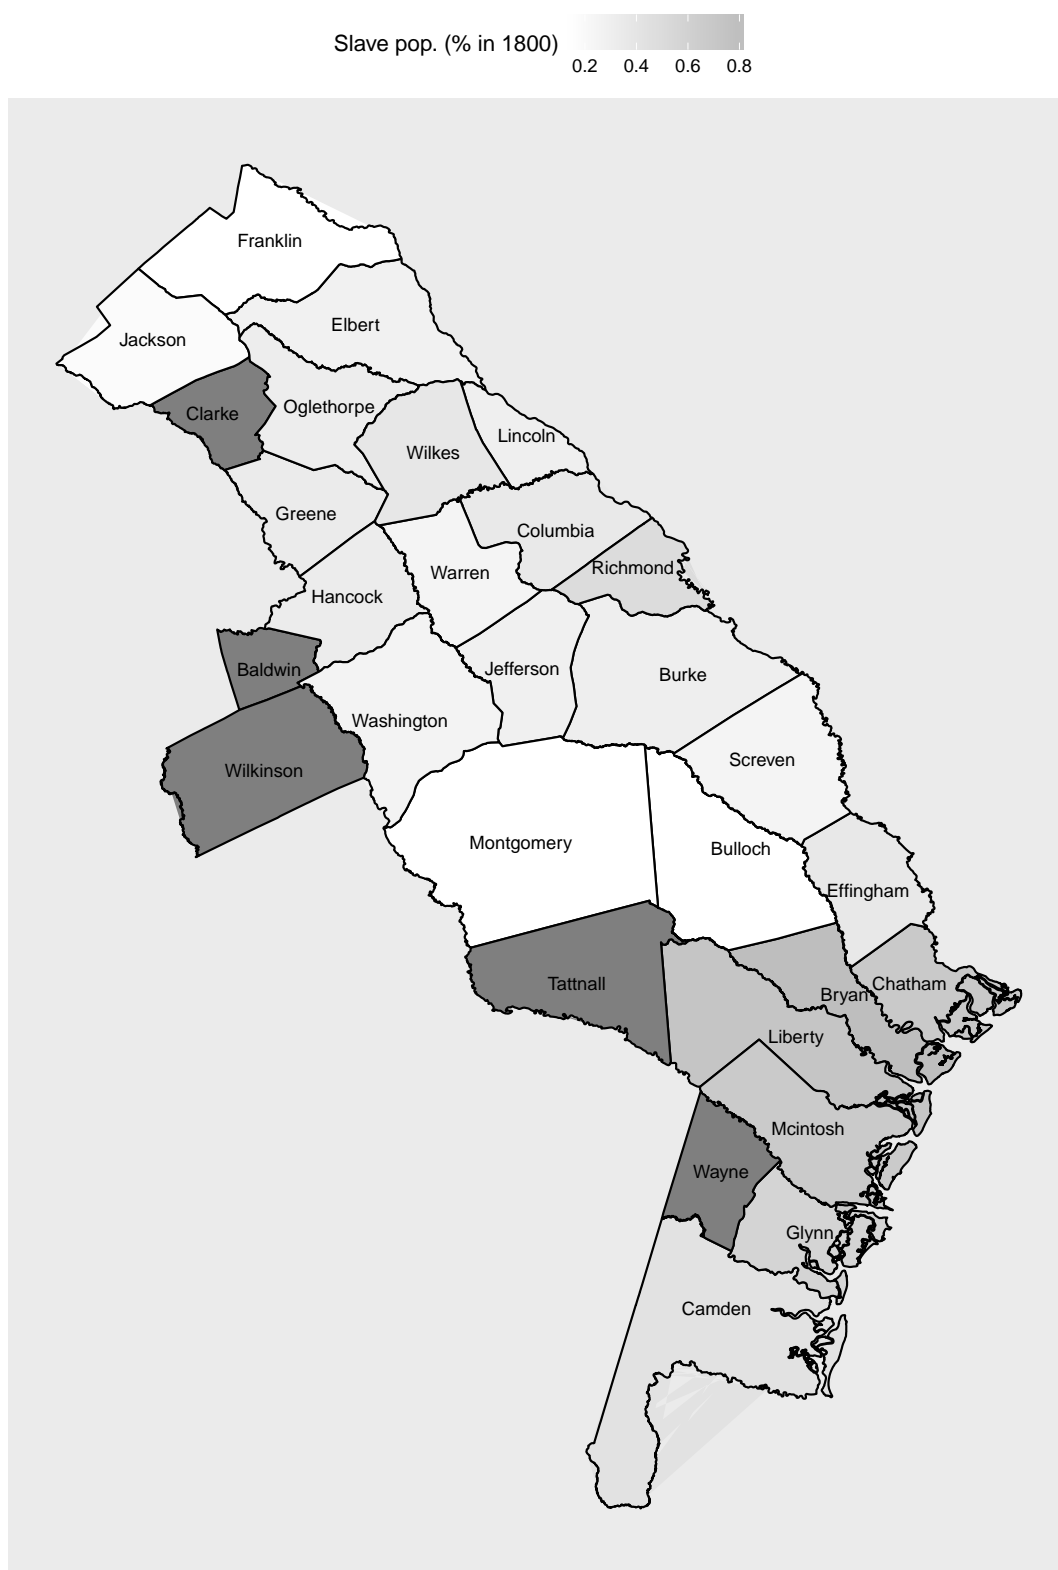 Slave pop. (% in 1800)
0.2 0.4 0.6 0.8
Franklin
Elbert
Jackson
Oglethorpe
Clarke
Lincoln
Wilkes
Greene
Columbia
Richmond
Warren
Hancock
Jefferson
Baldwin
Burke
Washington
Screven
Wilkinson
Montgomery
Bulloch
Effingham
Tattnall
Chatham
Bryan
Liberty
Mcintosh
Wayne
Glynn
Camden